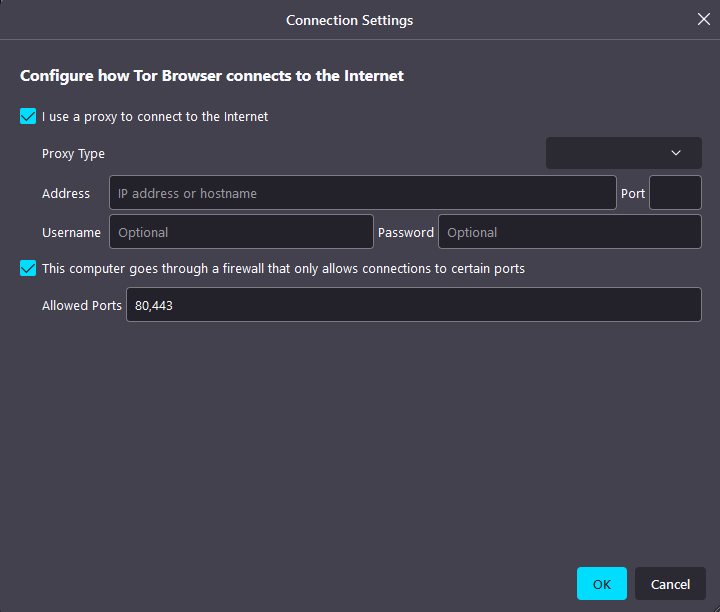 Connection Settings
Configure how Tor Browser connects to the Internet
I use a proxy to connect to the Internet
Proxy Type
Address IP address or hostname Port
Username Optional Password Optional
This computer goes through a firewall that only allows connections to certain ports
Allowed Ports 80,443
OK Cancel